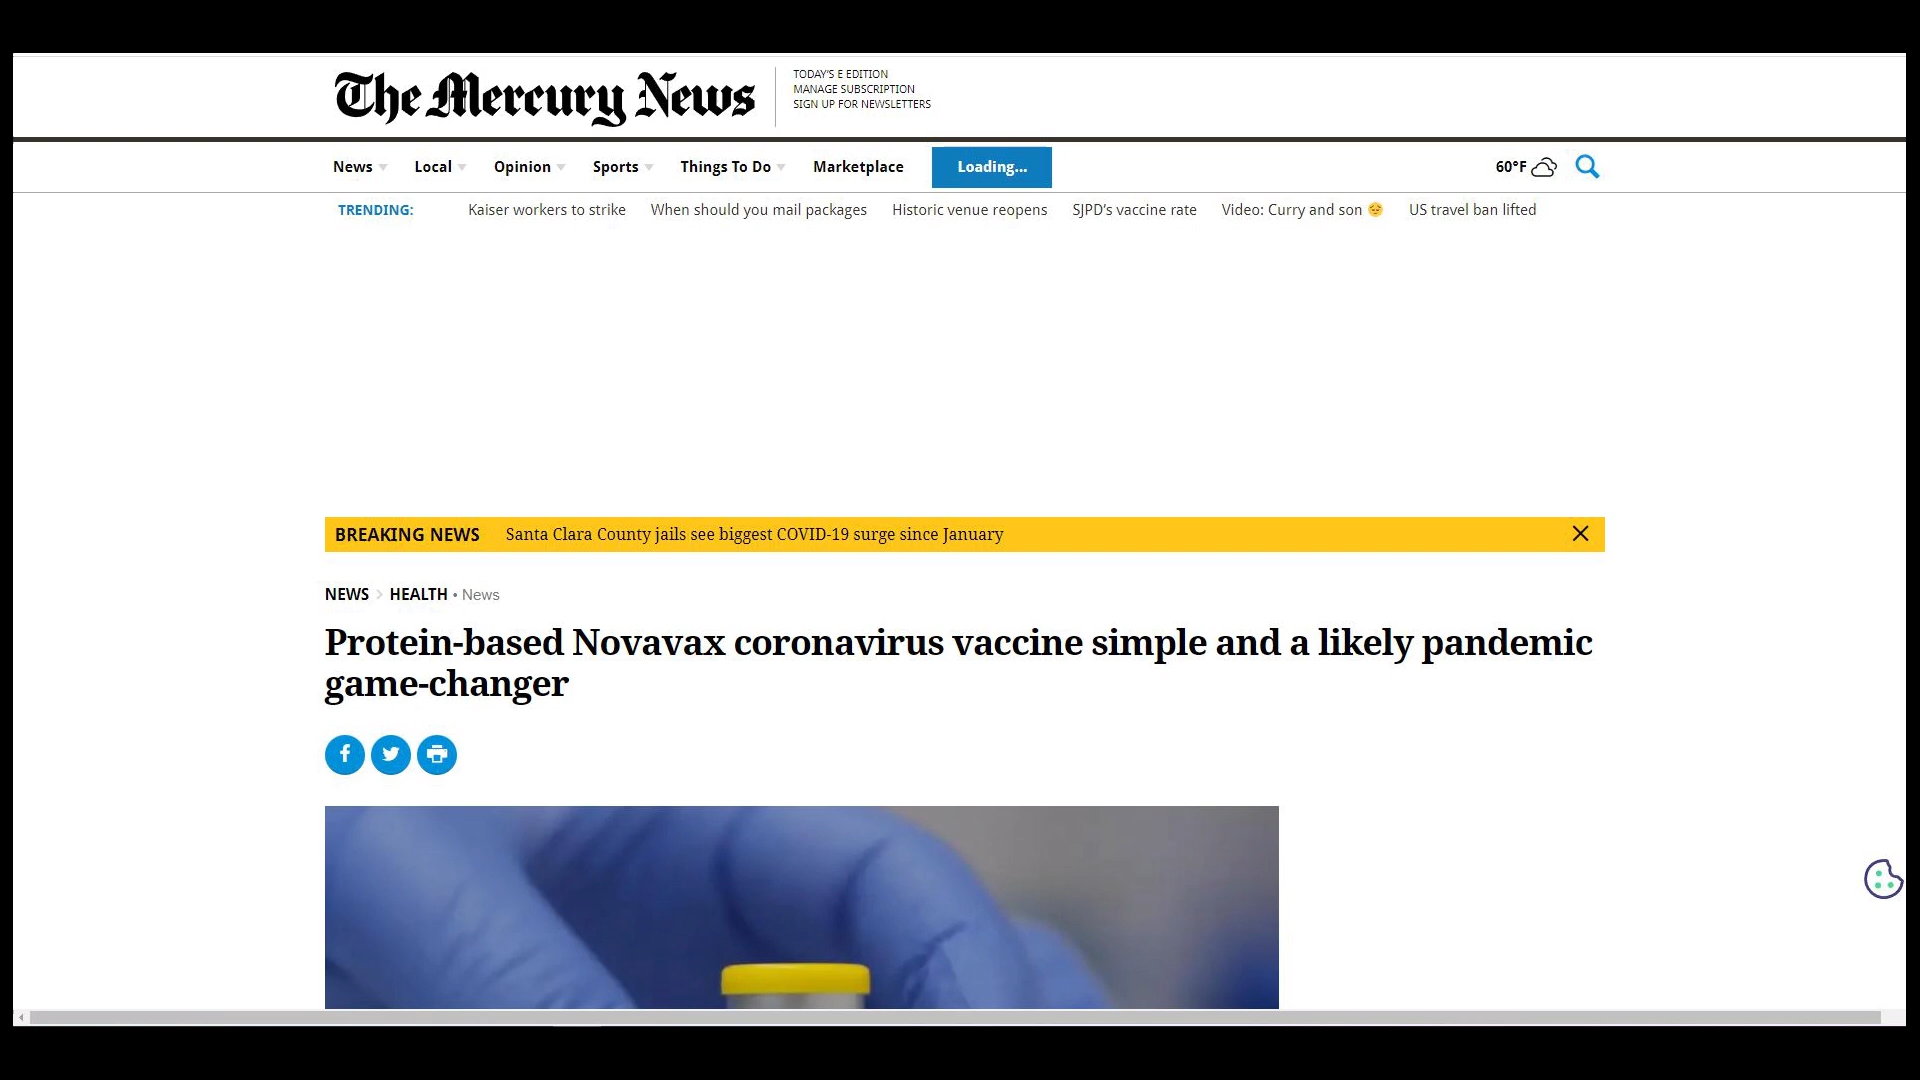 The Mercury News
TODAY'S E EDITION
MANAGE SUBSCRIPTION
SIGN UP FOR NEWSLETTERS
News Local Opinion Sports Things To Do Marketplace Loading... 60°F
TRENDING: Kaiser workers to strike When should you mail packages Historic venue reopens SJPD's vaccine rate Video: Curry and son 😌 US travel ban lifted
BREAKING NEWS Santa Clara County jails see biggest COVID-19 surge since January
NEWS > HEALTH • News
Protein-based Novavax coronavirus vaccine simple and a likely pandemic
game-changer